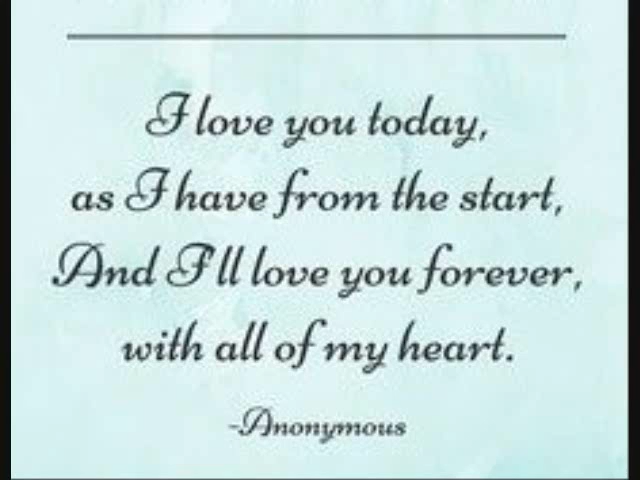 I love you today,
as I have from the start,
And I'll love you forever,
with all of my heart.
-Anonymous